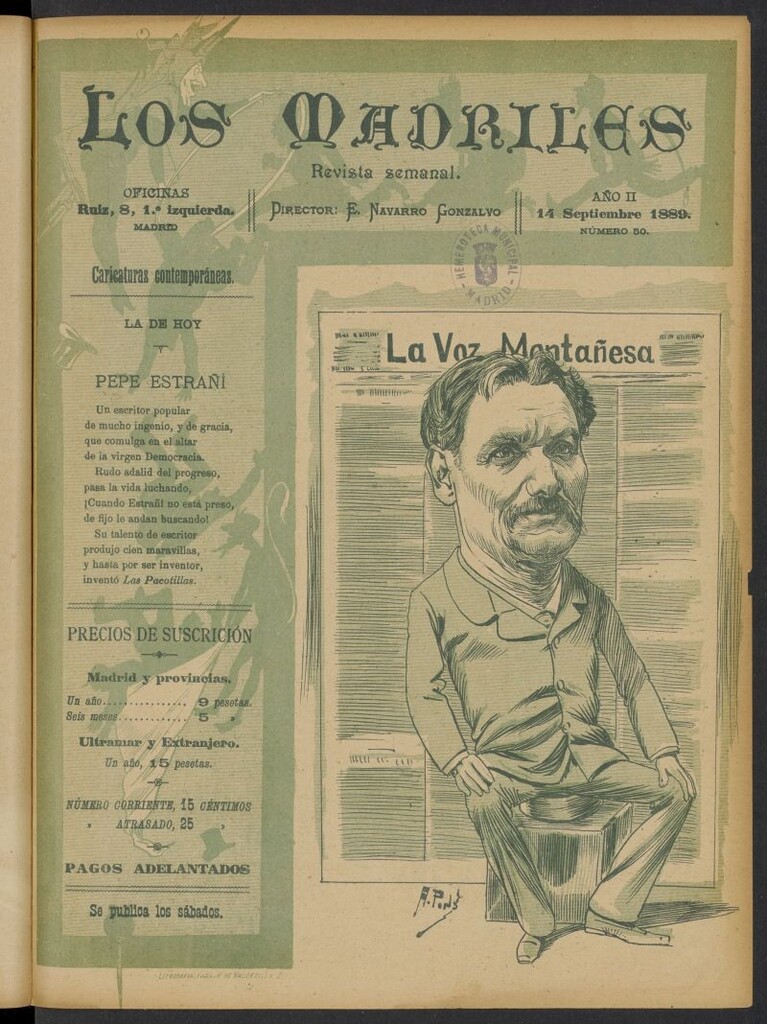 LOS MADRILES
Revista semanal.
OFICINAS
Ruiz, 8, 1.º izquierda.
MADRID
DIRECTOR: E. NAVARRO GONZALVO
AÑO II
14 Septiembre 1889.
NÚMERO 50.
HEMEROTECA MUNICIPAL
MADRID
Caricaturas contemporáneas.
LA DE HOY
PEPE ESTRAÑI
Un escritor popular
de mucho ingenio, y de gracia,
que comulga en el altar
de la virgen Democracia.
Rudo adalid del progreso,
pasa la vida luchando,
¡Cuando Estrañi no está preso,
de fijo le andan buscando!
Su talento de escritor
produjo cien maravillas,
y hasta por ser inventor,
inventó Las Pacotillas.
PRECIOS DE SUSCRICIÓN
Madrid y provincias.
Un año................ 9 pesetas.
Seis meses............. 5 »
Ultramar y Extranjero.
Un año, 15 pesetas.
NÚMERO CORRIENTE, 15 CÉNTIMOS
» ATRASADO, 25 »
PAGOS ADELANTADOS
Se publica los sábados.
La Voz Montañesa